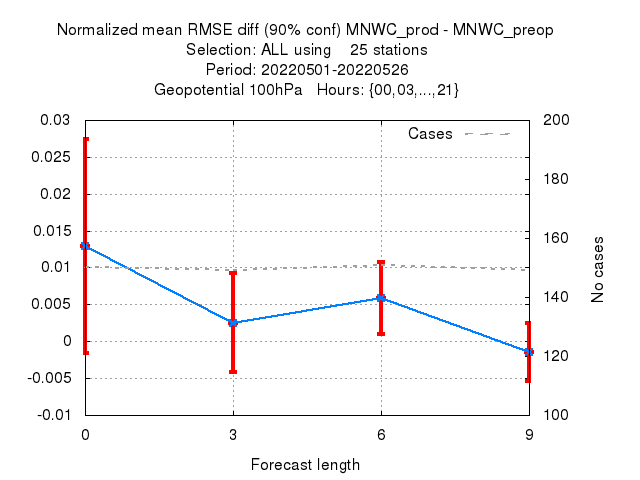 Normalized mean RMSE diff (90% conf) MNWC_prod - MNWC_preop
Selection: ALL using    25 stations
Period: 20220501-20220526
Geopotential 100hPa   Hours: {00,03,...,21}
Cases
0.03
0.025
0.02
0.015
0.01
0.005
0
-0.005
-0.01
200
180
160
140
120
100
No cases
0 3 6 9
Forecast length